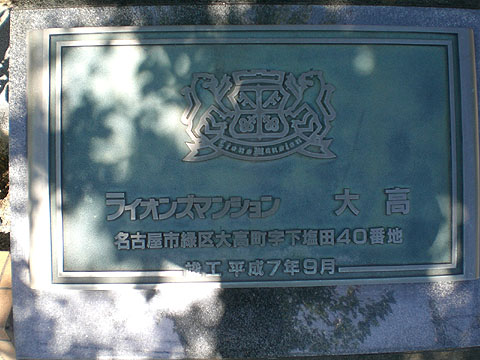 Lions Mansion
ライオンズマンション 大高
名古屋市緑区大高町字下塩田40番地
竣工 平成7年9月